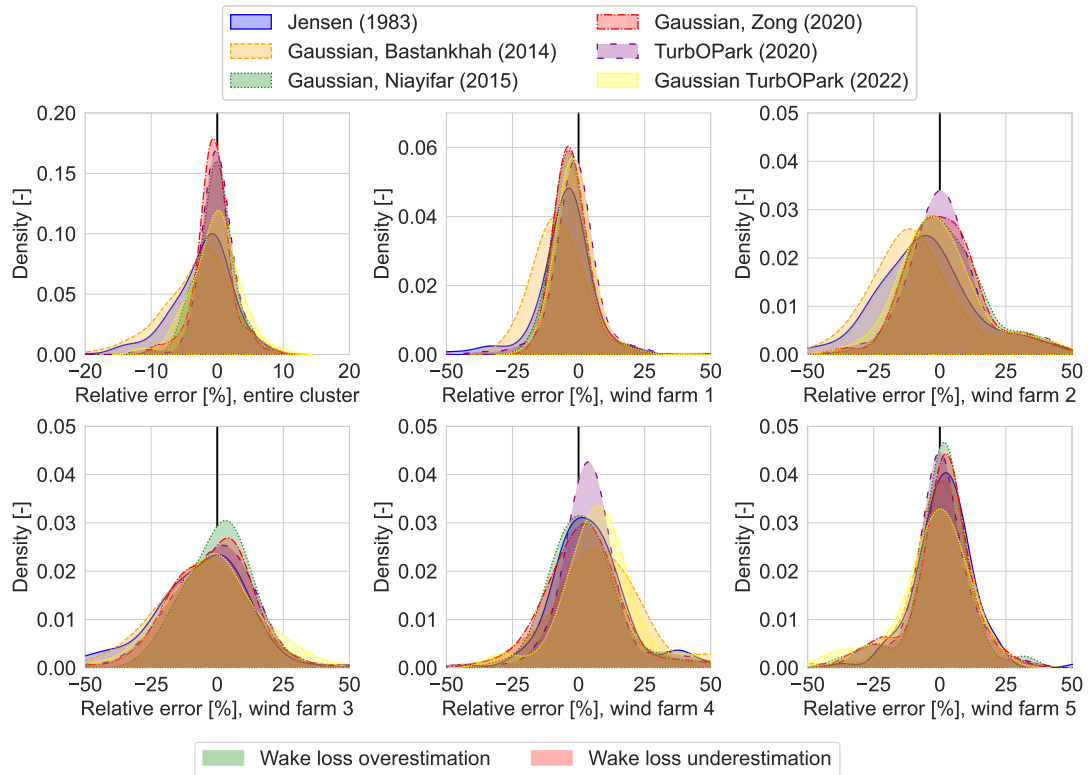 Jensen (1983)
Gaussian, Bastankhah (2014)
Gaussian, Niayifar (2015)
Gaussian, Zong (2020)
TurbOPark (2020)
Gaussian TurbOPark (2022)
Density [-]
0.20
0.15
0.10
0.05
0.00
−20 −10 0 10 20
Relative error [%], entire cluster
Density [-]
0.06
0.04
0.02
0.00
−50 −25 0 25 50
Relative error [%], wind farm 1
Density [-]
0.05
0.04
0.03
0.02
0.01
0.00
−50 −25 0 25 50
Relative error [%], wind farm 2
Density [-]
0.05
0.04
0.03
0.02
0.01
0.00
−50 −25 0 25 50
Relative error [%], wind farm 3
Density [-]
0.05
0.04
0.03
0.02
0.01
0.00
−50 −25 0 25 50
Relative error [%], wind farm 4
Density [-]
0.05
0.04
0.03
0.02
0.01
0.00
−50 −25 0 25 50
Relative error [%], wind farm 5
Wake loss overestimation
Wake loss underestimation